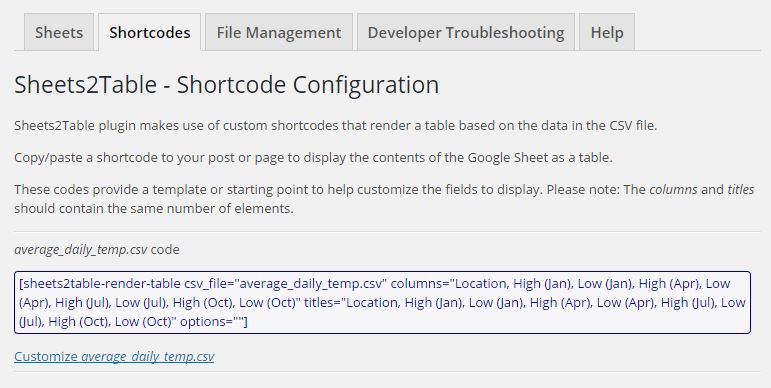 Sheets
Shortcodes
File Management
Developer Troubleshooting
Help
Sheets2Table - Shortcode Configuration
Sheets2Table plugin makes use of custom shortcodes that render a table based on the data in the CSV file.
Copy/paste a shortcode to your post or page to display the contents of the Google Sheet as a table.
These codes provide a template or starting point to help customize the fields to display. Please note: The columns and titles
should contain the same number of elements.
average_daily_temp.csv code
[sheets2table-render-table csv_file="average_daily_temp.csv" columns="Location, High (Jan), Low (Jan), High (Apr), Low
(Apr), High (Jul), Low (Jul), High (Oct), Low (Oct)" titles="Location, High (Jan), Low (Jan), High (Apr), Low (Apr), High (Jul), Low
(Jul), High (Oct), Low (Oct)" options=""]
Customize average_daily_temp.csv